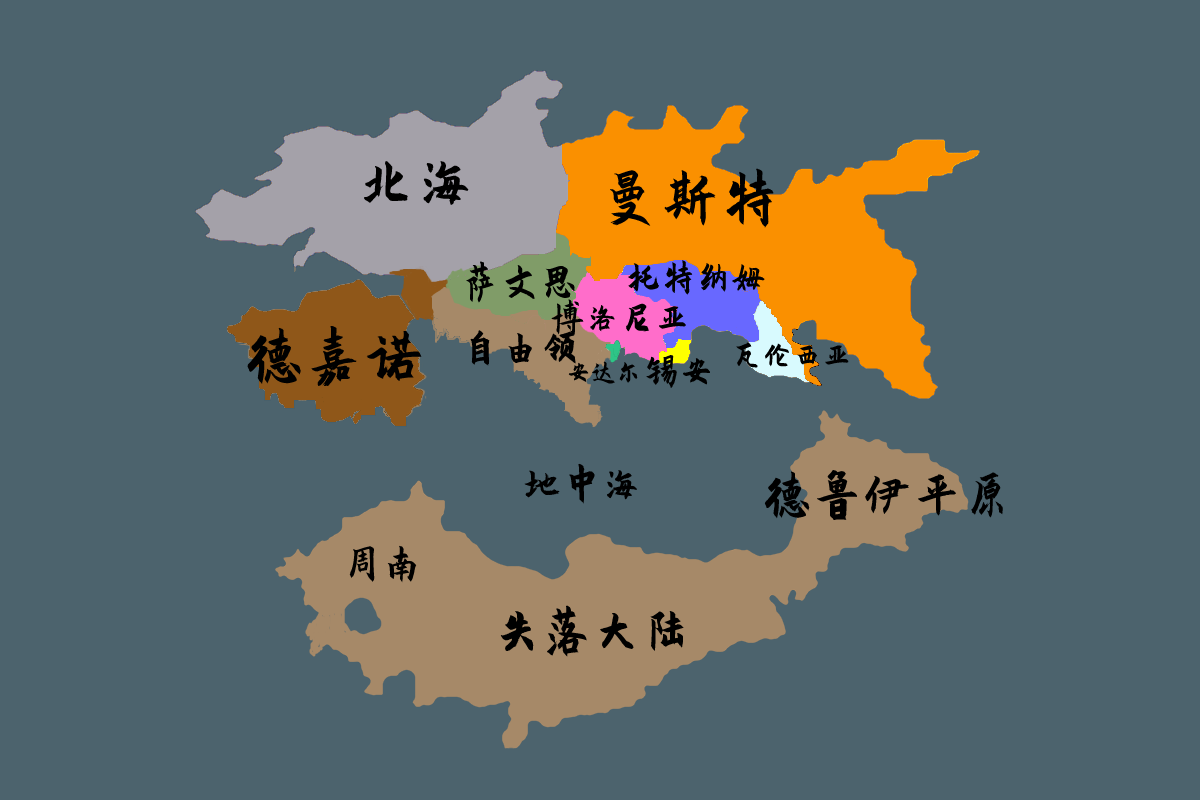 北海
曼斯特
萨文思
托特纳姆
博洛尼亚
德嘉诺
自由领
安达尔
锡安
瓦伦西亚
地中海
德鲁伊平原
周南
失落大陆